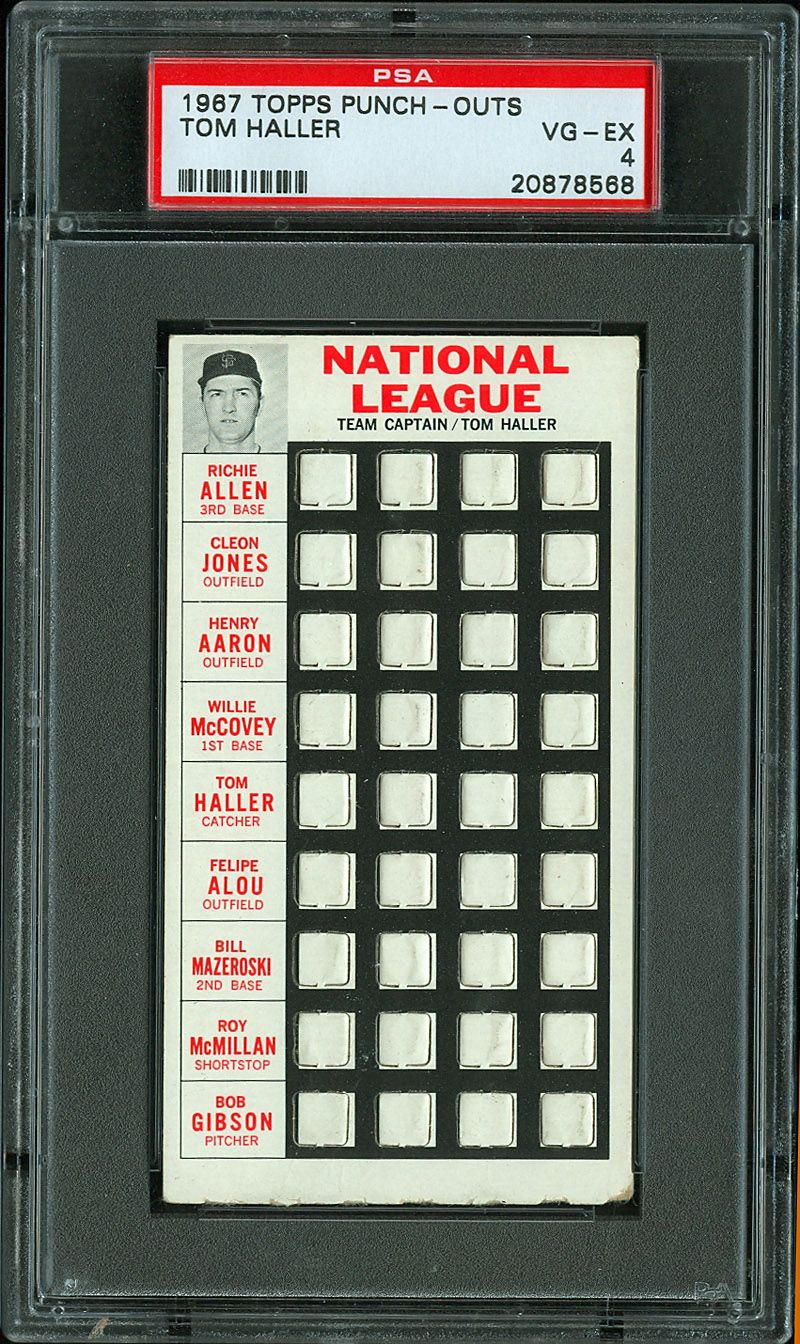 PSA
1967 TOPPS PUNCH-OUTS
TOM HALLER
VG-EX
4
20878568
SF
NATIONAL
LEAGUE
TEAM CAPTAIN/TOM HALLER
RICHIE
ALLEN
3RD BASE
CLEON
JONES
OUTFIELD
HENRY
AARON
OUTFIELD
WILLIE
McCOVEY
1ST BASE
TOM
HALLER
CATCHER
FELIPE
ALOU
OUTFIELD
BILL
MAZEROSKI
2ND BASE
ROY
McMILLAN
SHORTSTOP
BOB
GIBSON
PITCHER
PSA